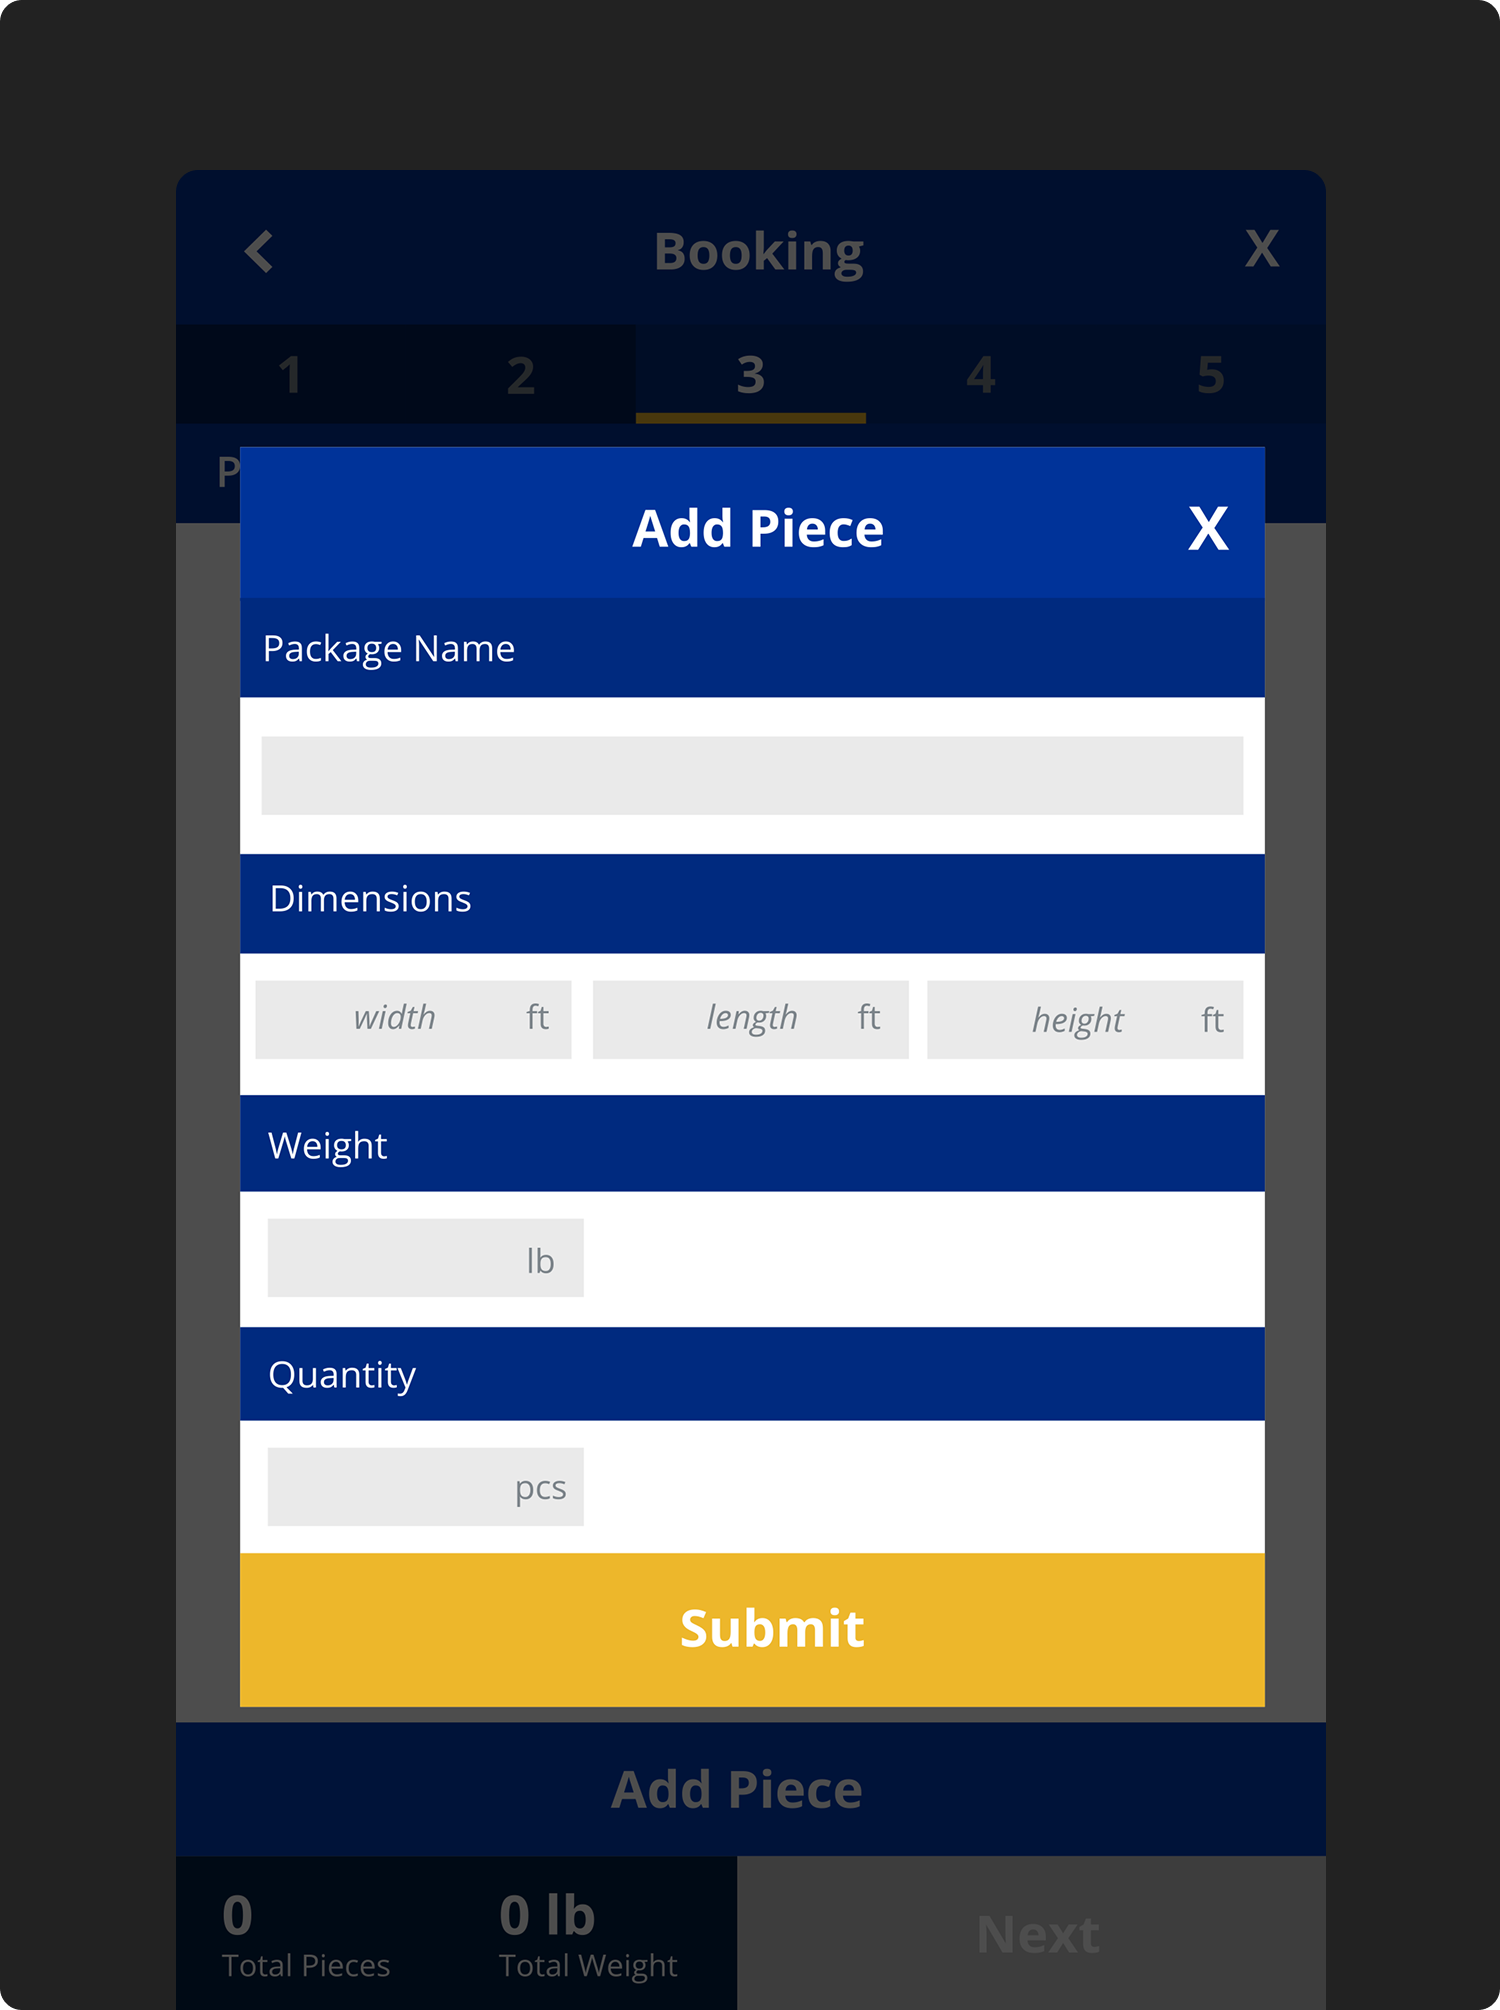 Booking X
1 2 3 4 5
P
Add Piece X
Package Name
Dimensions
width ft length ft height ft
Weight
lb
Quantity
pcs
Submit
Add Piece
0 0 lb
Total Pieces Total Weight
Next